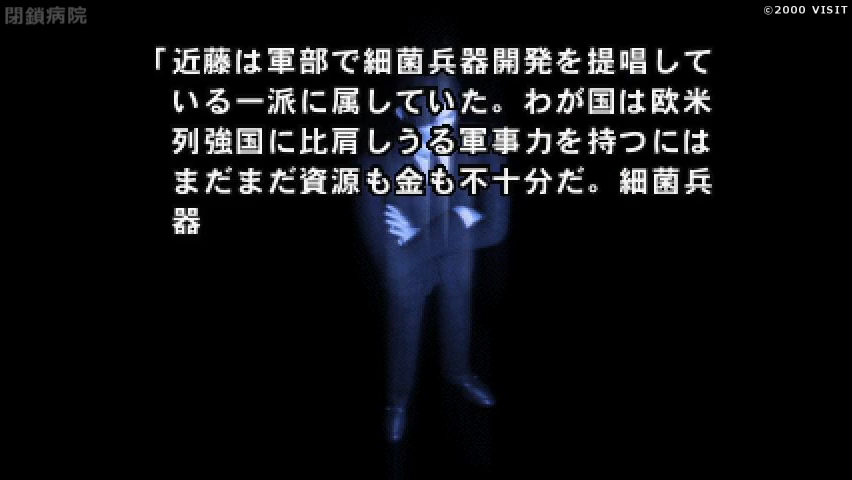 閉鎖病院
©2000 VISIT
「近藤は軍部で細菌兵器開発を提唱して
いる一派に属していた。わが国は欧米
列強国に比肩しうる軍事力を持つには
まだまだ資源も金も不十分だ。細菌兵
器